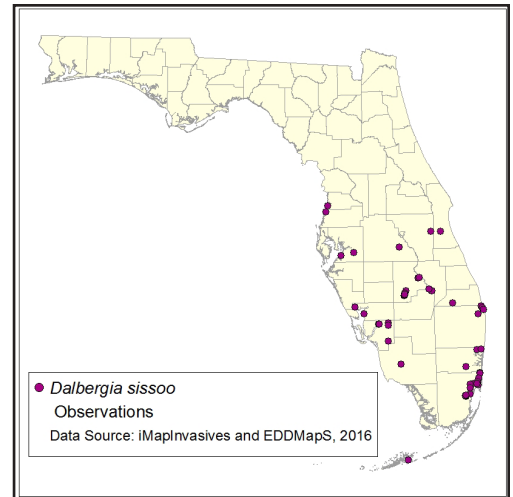 Dalbergia sissoo
Observations
Data Source: iMapInvasives and EDDMapS, 2016